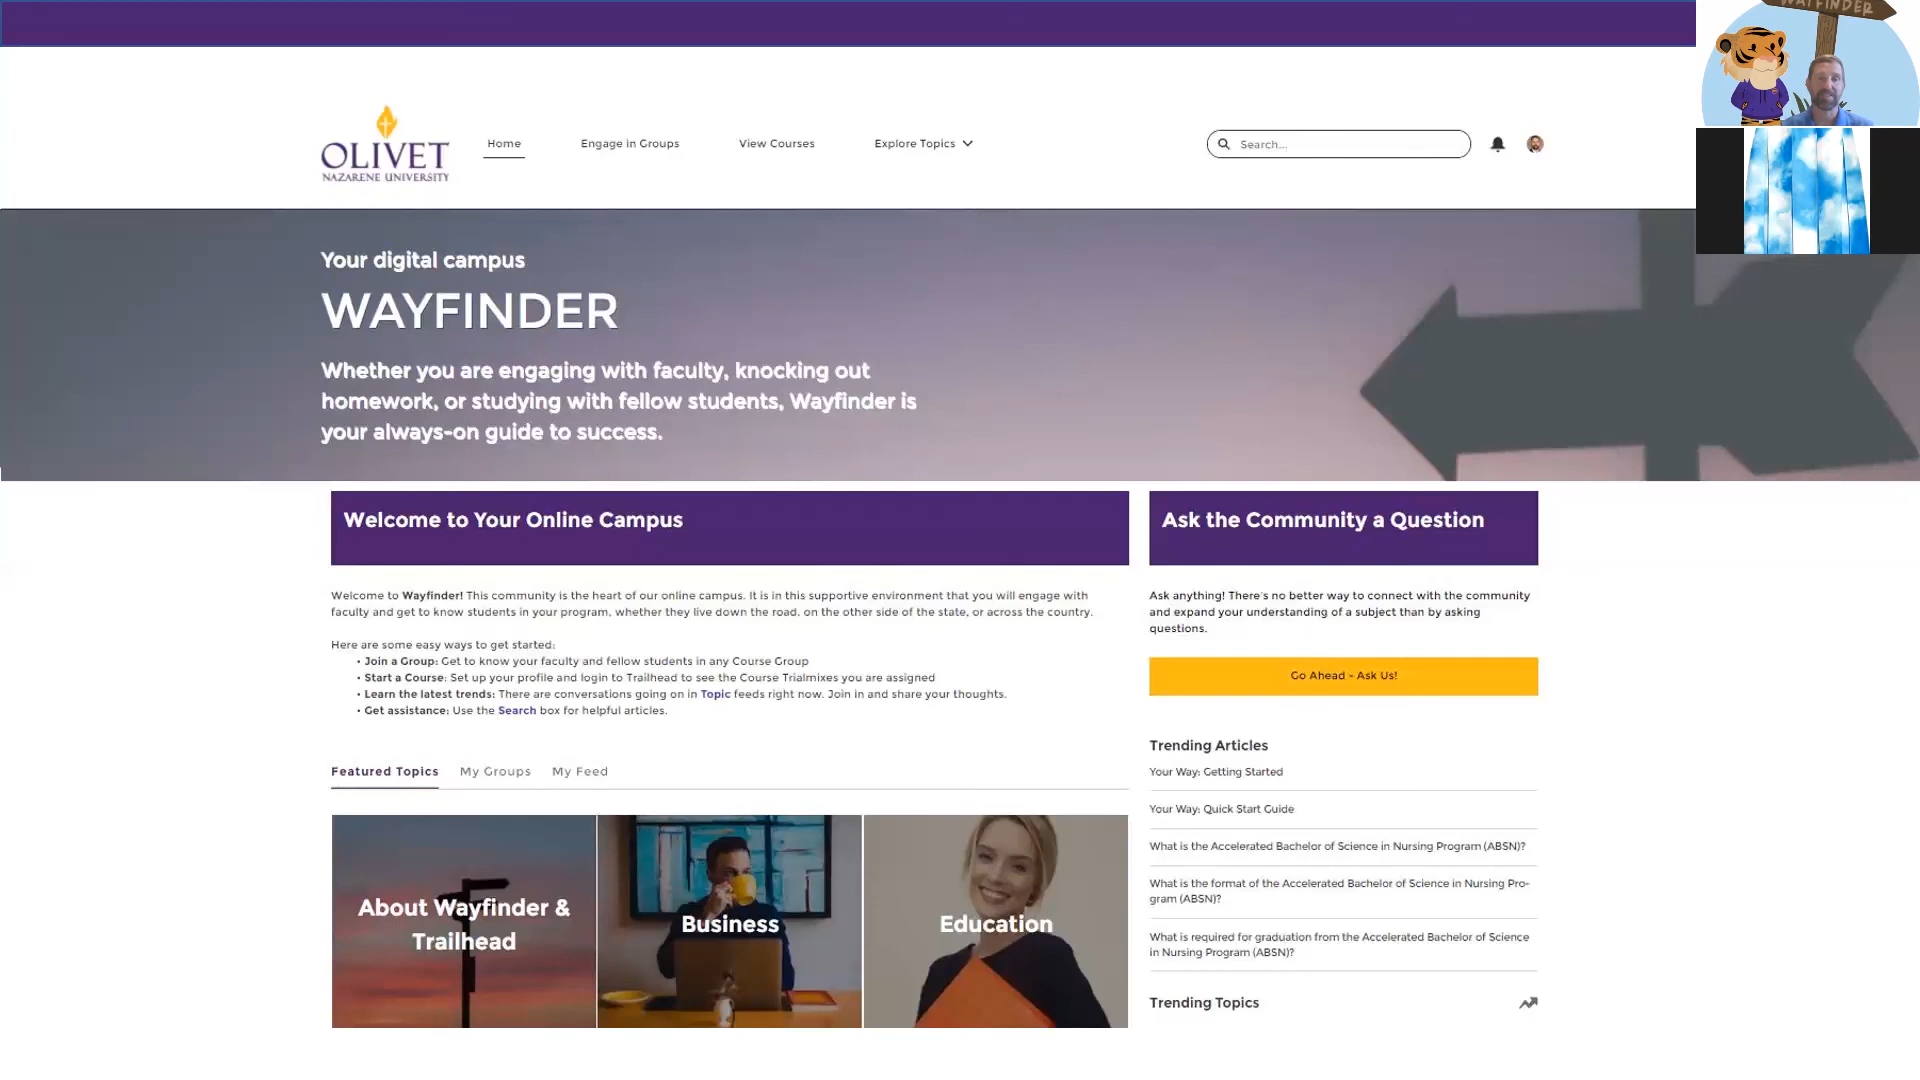 WAYFINDER
OLIVET
NAZARENE UNIVERSITY
Home
Engage in Groups
View Courses
Explore Topics
Search...
Your digital campus
WAYFINDER
Whether you are engaging with faculty, knocking out
homework, or studying with fellow students, Wayfinder is
your always-on guide to success.
Welcome to Your Online Campus
Welcome to Wayfinder! This community is the heart of our online campus. It is in this supportive environment that you will engage with
faculty and get to know students in your program, whether they live down the road, on the other side of the state, or across the country.
Here are some easy ways to get started:
• Join a Group: Get to know your faculty and fellow students in any Course Group
• Start a Course: Set up your profile and login to Trailhead to see the Course Trialmixes you are assigned
• Learn the latest trends: There are conversations going on in Topic feeds right now. Join in and share your thoughts.
• Get assistance: Use the Search box for helpful articles.
Featured Topics
My Groups
My Feed
About Wayfinder &
Trailhead
Business
Education
Ask the Community a Question
Ask anything! There's no better way to connect with the community
and expand your understanding of a subject than by asking
questions.
Go Ahead - Ask Us!
Trending Articles
Your Way: Getting Started
Your Way: Quick Start Guide
What is the Accelerated Bachelor of Science in Nursing Program (ABSN)?
What is the format of the Accelerated Bachelor of Science in Nursing Pro-
gram (ABSN)?
What is required for graduation from the Accelerated Bachelor of Science
in Nursing Program (ABSN)?
Trending Topics